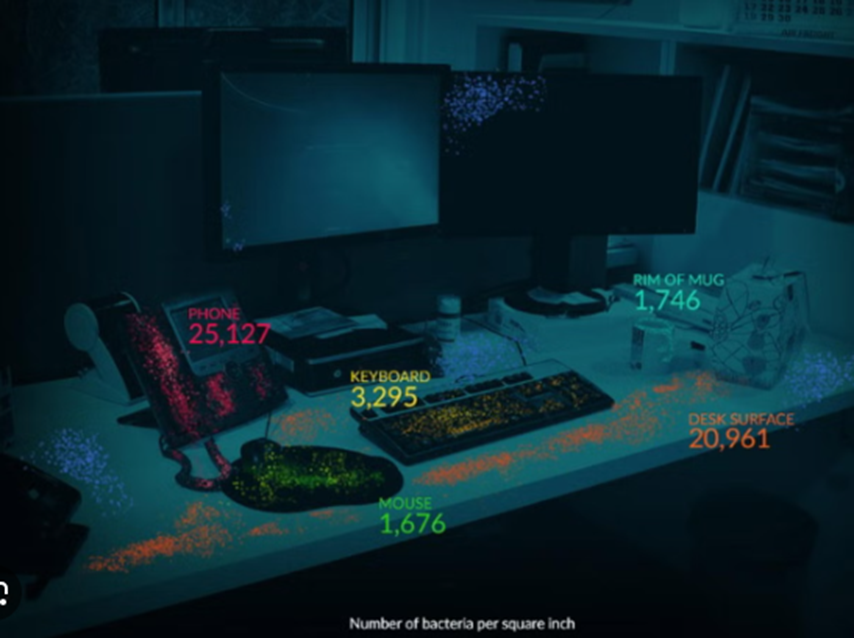 RIM OF MUG
1,746
PHONE
25,127
KEYBOARD
3,295
DESK SURFACE
20,961
MOUSE
1,676
Number of bacteria per square inch